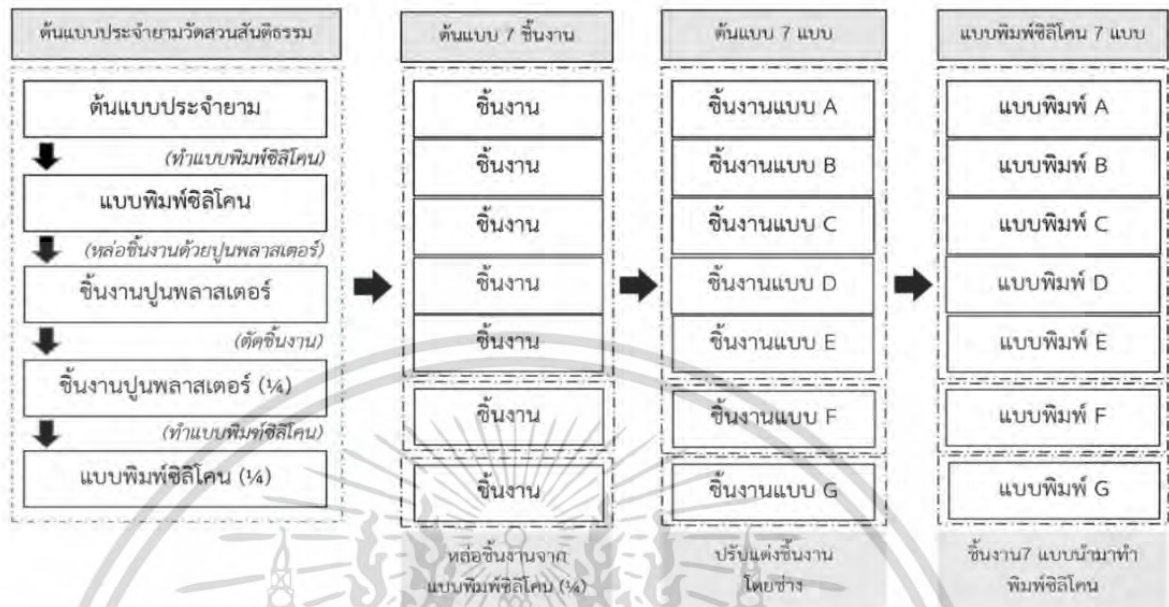 ต้นแบบประจำยามวัดสวนสันติธรรม
ต้นแบบประจำยาม
(ทำแบบพิมพ์ซิลิโคน)
แบบพิมพ์ซิลิโคน
(หล่อชิ้นงานด้วยปูนพลาสเตอร์)
ชิ้นงานปูนพลาสเตอร์
(ตัดชิ้นงาน)
ชิ้นงานปูนพลาสเตอร์ (¼)
(ทำแบบพิมพ์ซิลิโคน)
แบบพิมพ์ซิลิโคน (¼)
ต้นแบบ 7 ชิ้นงาน
ชิ้นงาน
ชิ้นงาน
ชิ้นงาน
ชิ้นงาน
ชิ้นงาน
ชิ้นงาน
ชิ้นงาน
หล่อชิ้นงานจาก
แบบพิมพ์ซิลิโคน (¼)
ต้นแบบ 7 แบบ
ชิ้นงานแบบ A
ชิ้นงานแบบ B
ชิ้นงานแบบ C
ชิ้นงานแบบ D
ชิ้นงานแบบ E
ชิ้นงานแบบ F
ชิ้นงานแบบ G
ปรับแต่งชิ้นงาน
โดยช่าง
แบบพิมพ์ซิลิโคน 7 แบบ
แบบพิมพ์ A
แบบพิมพ์ B
แบบพิมพ์ C
แบบพิมพ์ D
แบบพิมพ์ E
แบบพิมพ์ F
แบบพิมพ์ G
ชิ้นงาน7 แบบนำมาทำ
พิมพ์ซิลิโคน